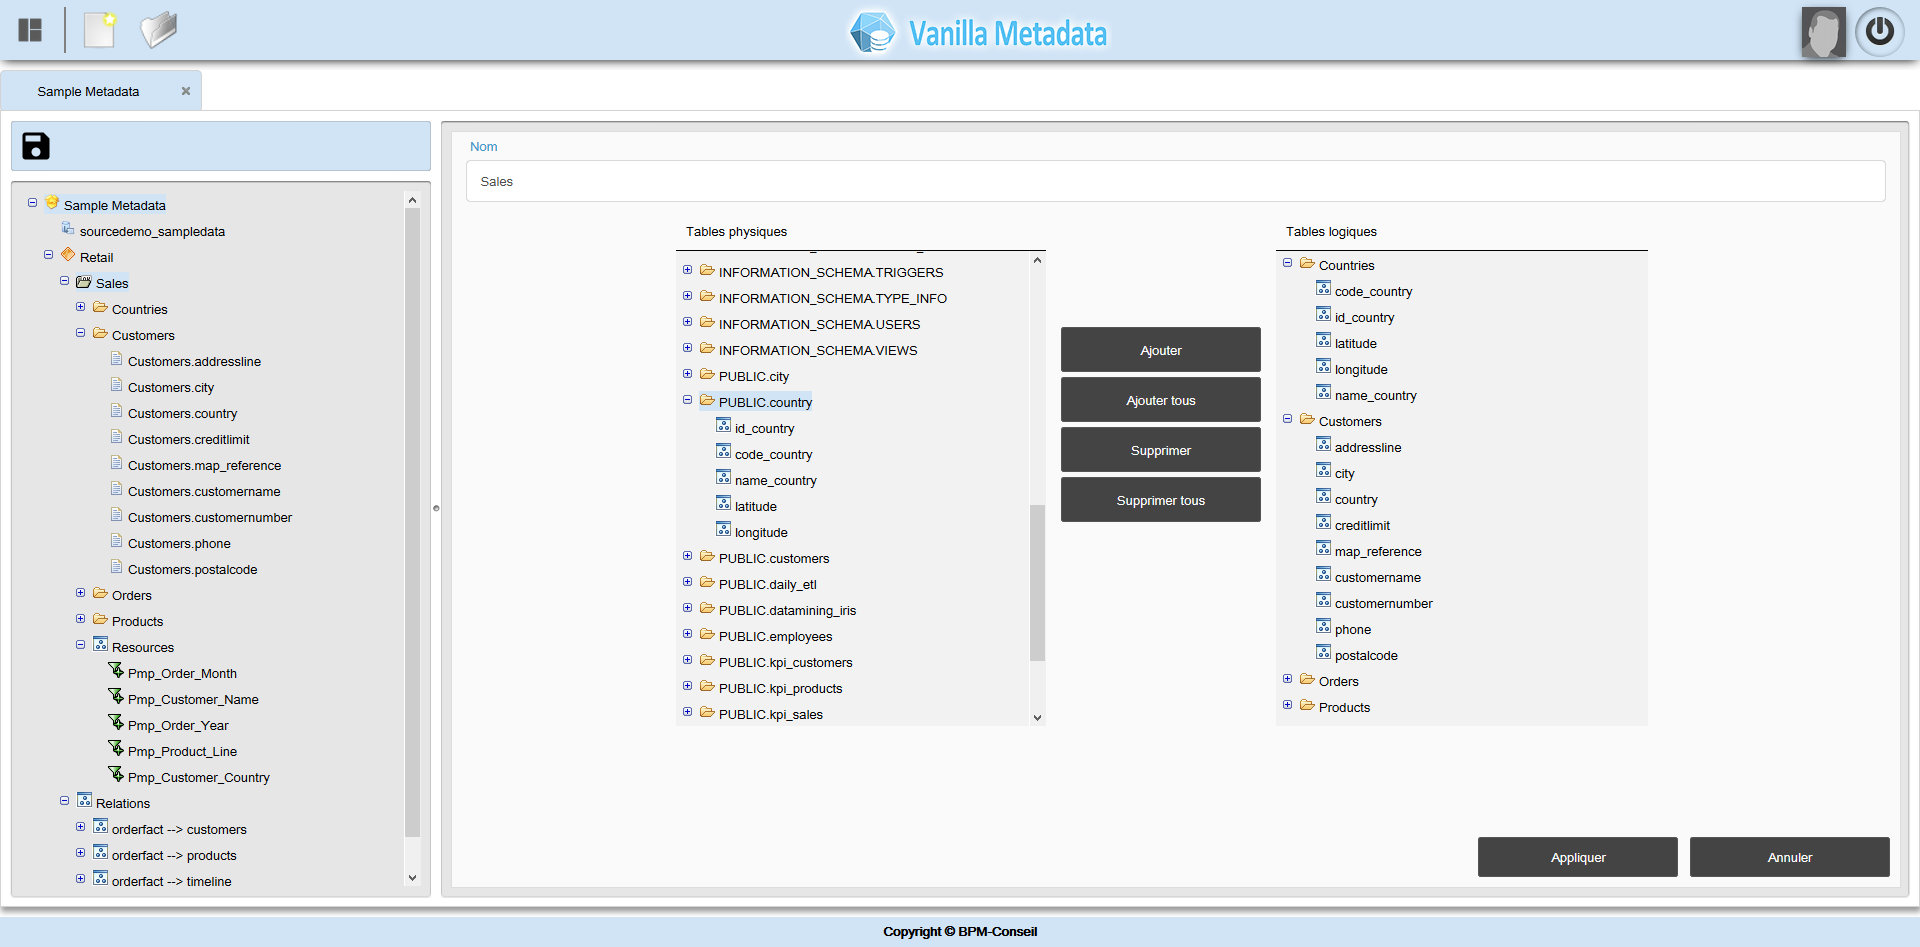 Vanilla Metadata
Sample Metadata
Sample Metadata
sourcedemo_sampledata
Retail
Sales
Countries
Customers
Customers.addressline
Customers.city
Customers.country
Customers.creditlimit
Customers.map_reference
Customers.customername
Customers.customernumber
Customers.phone
Customers.postalcode
Orders
Products
Resources
Pmp_Order_Month
Pmp_Customer_Name
Pmp_Order_Year
Pmp_Product_Line
Pmp_Customer_Country
Relations
orderfact --> customers
orderfact --> products
orderfact --> timeline
Nom
Sales
Tables physiques
INFORMATION_SCHEMA.TRIGGERS
INFORMATION_SCHEMA.TYPE_INFO
INFORMATION_SCHEMA.USERS
INFORMATION_SCHEMA.VIEWS
PUBLIC.city
PUBLIC.country
id_country
code_country
name_country
latitude
longitude
PUBLIC.customers
PUBLIC.daily_etl
PUBLIC.datamining_iris
PUBLIC.employees
PUBLIC.kpi_customers
PUBLIC.kpi_products
PUBLIC.kpi_sales
Ajouter
Ajouter tous
Supprimer
Supprimer tous
Tables logiques
Countries
code_country
id_country
latitude
longitude
name_country
Customers
addressline
city
country
creditlimit
map_reference
customername
customernumber
phone
postalcode
Orders
Products
Appliquer
Annuler
Copyright © BPM-Conseil